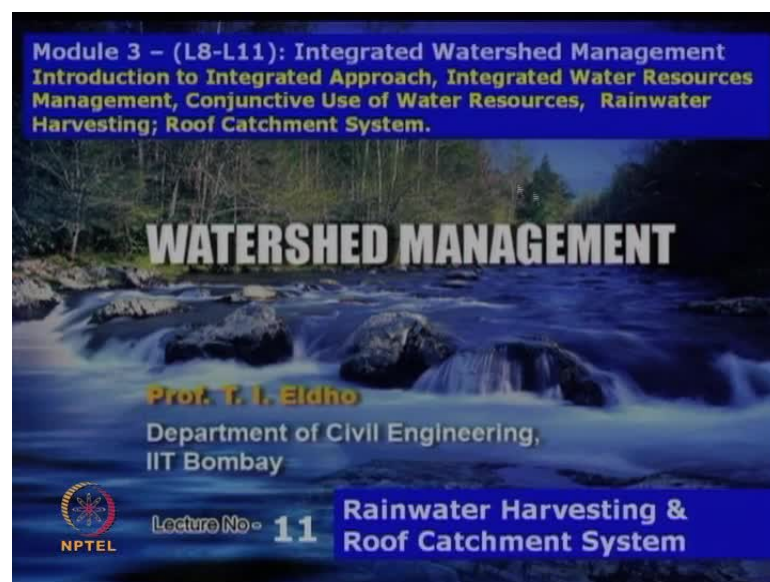 Module 3 – (L8-L11): Integrated Watershed Management
Introduction to Integrated Approach, Integrated Water Resources
Management, Conjunctive Use of Water Resources, Rainwater
Harvesting; Roof Catchment System.
WATERSHED MANAGEMENT
Prof. T. I. Eldho
Department of Civil Engineering,
IIT Bombay
NPTEL
Lecture No - 11
Rainwater Harvesting &
Roof Catchment System